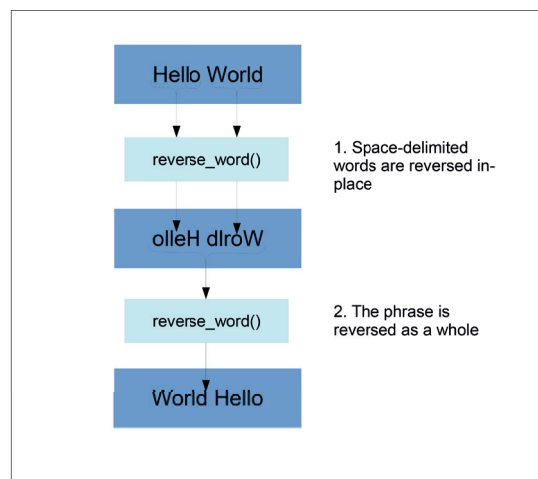 Hello World
reverse_word()
1. Space-delimited
words are reversed in-
place
olleH dlroW
reverse_word()
2. The phrase is
reversed as a whole
World Hello